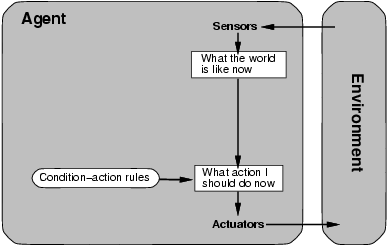 Agent
Sensors
What the world
is like now
Environment
Condition–action rules
What action I
should do now
Actuators